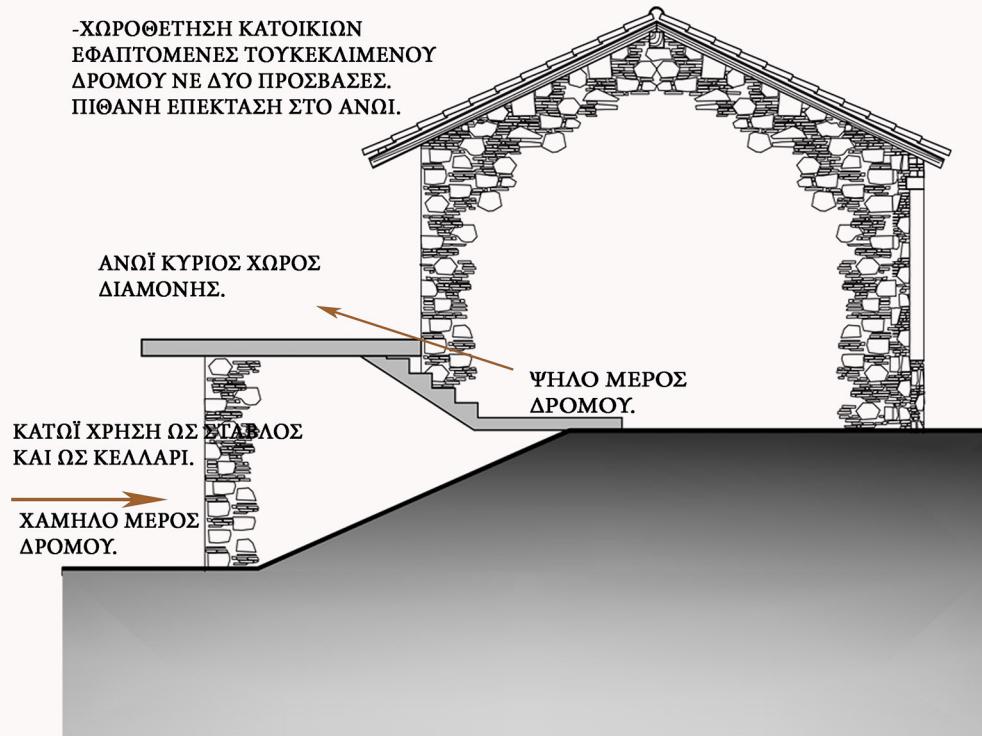 -ΧΩΡΟΘΕΤΗΣΗ ΚΑΤΟΙΚΙΩΝ
ΕΦΑΠΤΟΜΕΝΕΣ ΤΟΥΚΕΚΛΙΜΕΝΟΥ
ΔΡΟΜΟΥ ΝΕ ΔΥΟ ΠΡΟΣΒΑΣΕΣ.
ΠΙΘΑΝΗ ΕΠΕΚΤΑΣΗ ΣΤΟ ΑΝΩΙ.
ΑΝΩΪ ΚΥΡΙΟΣ ΧΩΡΟΣ
ΔΙΑΜΟΝΗΣ.
ΨΗΛΟ ΜΕΡΟΣ
ΔΡΟΜΟΥ.
ΚΑΤΩΪ ΧΡΗΣΗ ΩΣ ΣΤΑΒΛΟΣ
ΚΑΙ ΩΣ ΚΕΛΛΑΡΙ.
ΧΑΜΗΛΟ ΜΕΡΟΣ
ΔΡΟΜΟΥ.